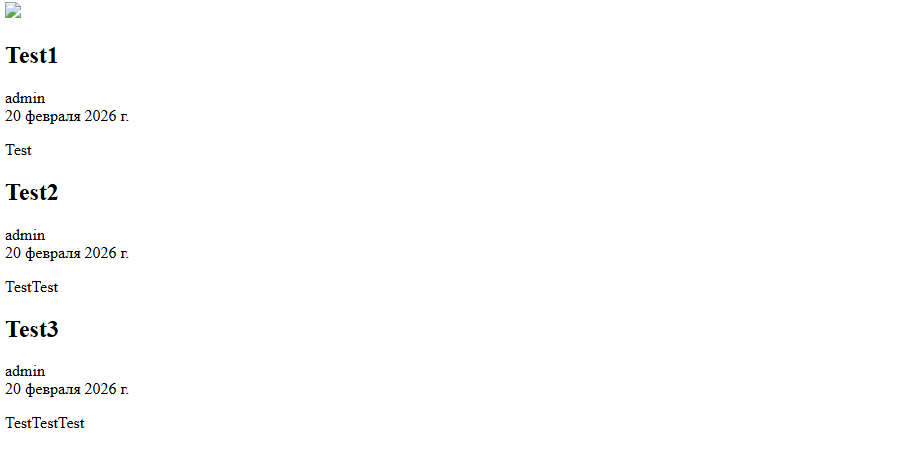 Test1
admin
20 февраля 2026 г.
Test
Test2
admin
20 февраля 2026 г.
TestTest
Test3
admin
20 февраля 2026 г.
TestTestTest